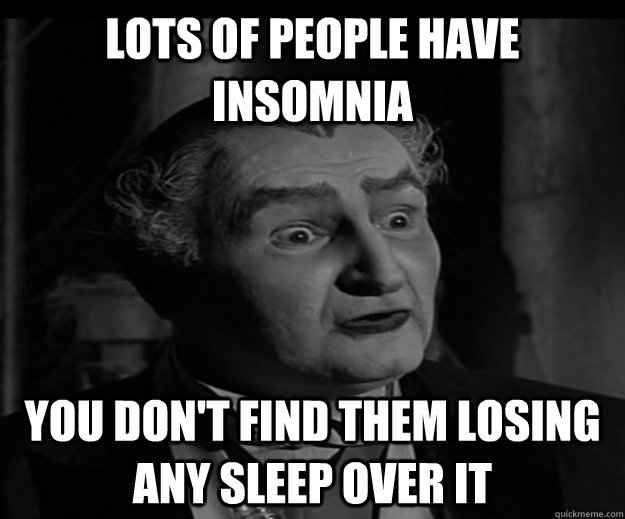 LOTS OF PEOPLE HAVE
INSOMNIA
YOU DON'T FIND THEM LOSING
ANY SLEEP OVER IT
quickmeme.com